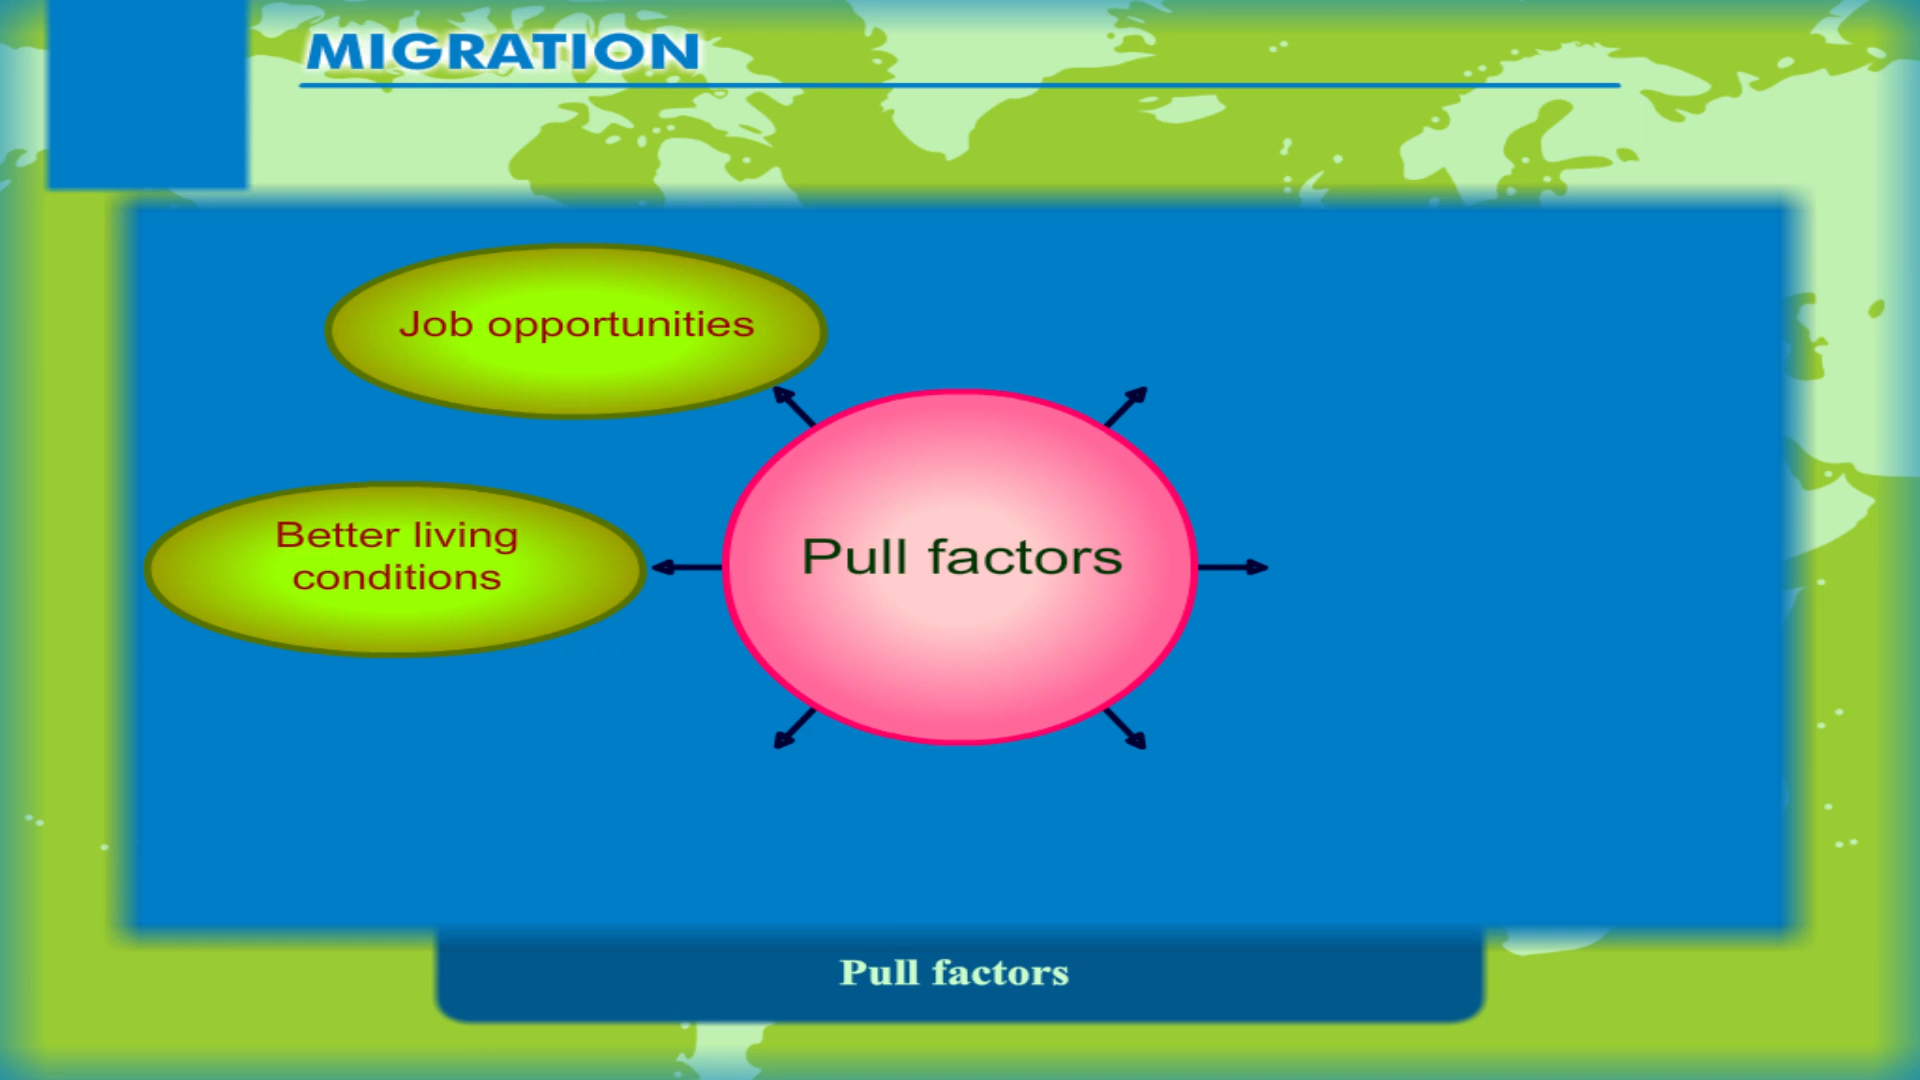 MIGRATION
Job opportunities
Better living
conditions
Pull factors
Pull factors